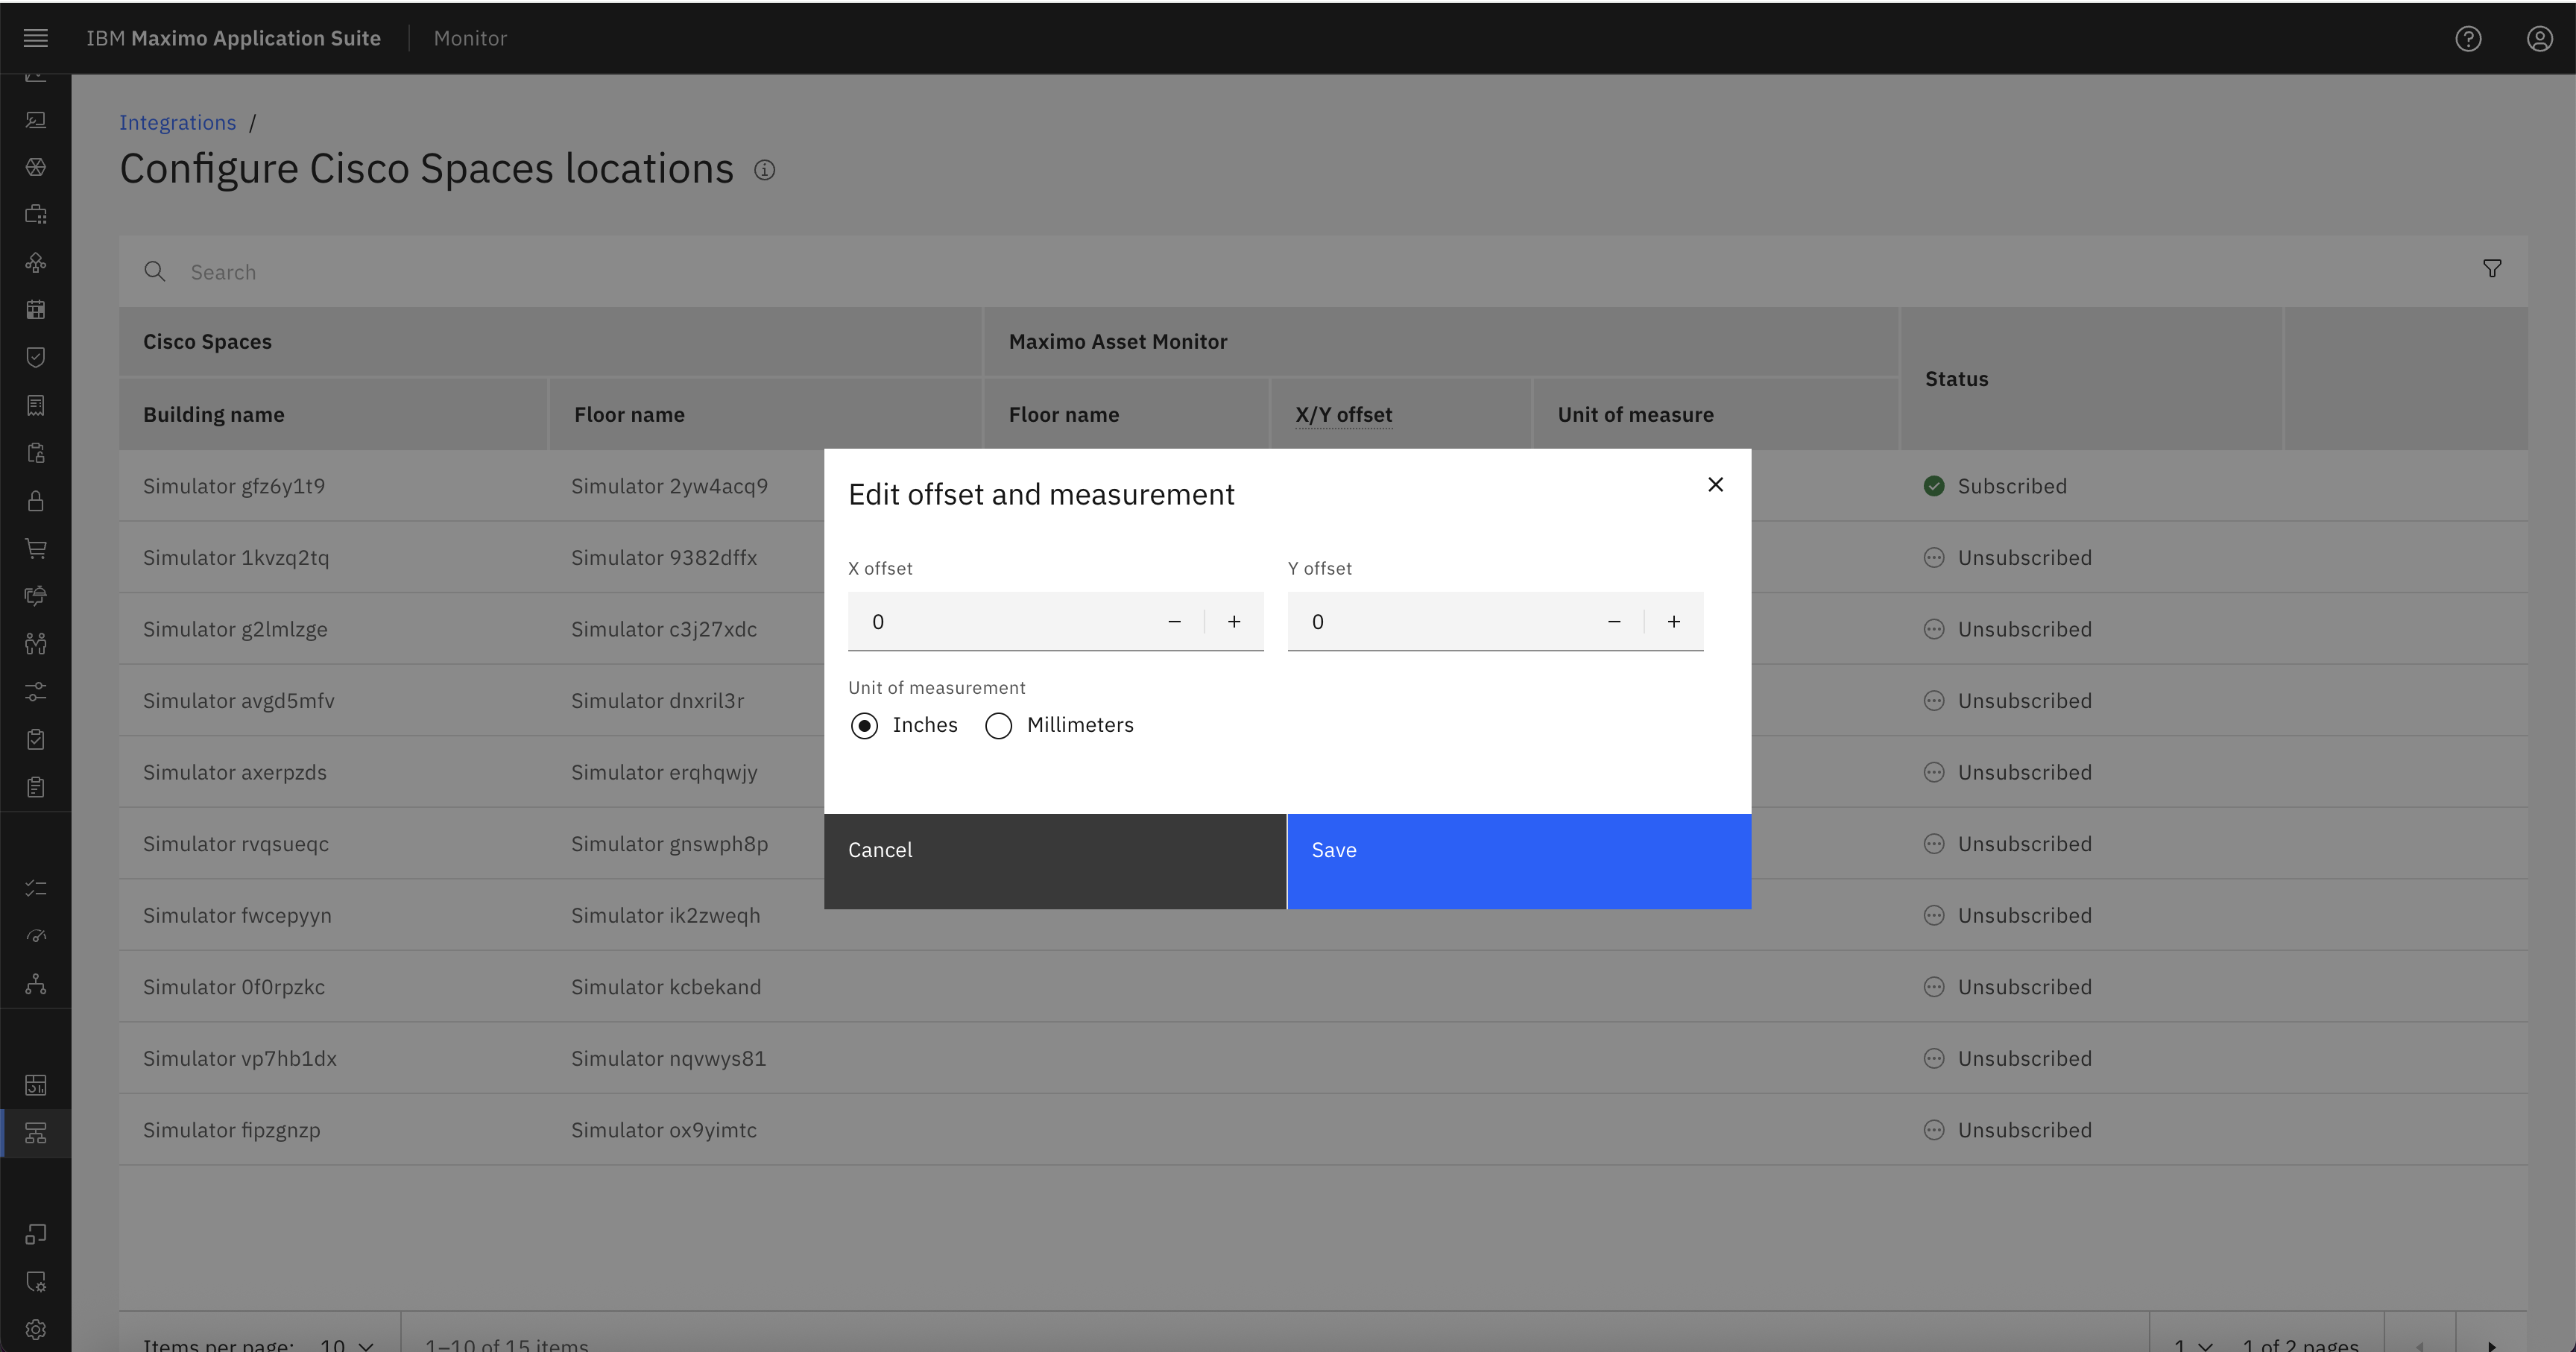 IBM Maximo Application Suite Monitor
Integrations /
Configure Cisco Spaces locations
Search
Cisco Spaces Maximo Asset Monitor Status
Building name Floor name Floor name X/Y offset Unit of measure
Simulator gfz6y1t9 Simulator 2yw4acq9 Subscribed
Simulator 1kvzq2tq Simulator 9382dffx Unsubscribed
Simulator g2lmlzge Simulator c3j27xdc Unsubscribed
Simulator avgd5mfv Simulator dnxril3r Unsubscribed
Simulator axerpzds Simulator erqhqwjy Unsubscribed
Simulator rvqsueqc Simulator gnswph8p Unsubscribed
Simulator fwcepyyn Simulator ik2zweqh Unsubscribed
Simulator 0f0rpzkc Simulator kcbekand Unsubscribed
Simulator vp7hb1dx Simulator nqvwys81 Unsubscribed
Simulator fipzgnzp Simulator ox9yimtc Unsubscribed
Edit offset and measurement
X offset Y offset
0 0
Unit of measurement
Inches Millimeters
Cancel Save
Items per page: 10 1–10 of 15 items 1 1 of 2 pages